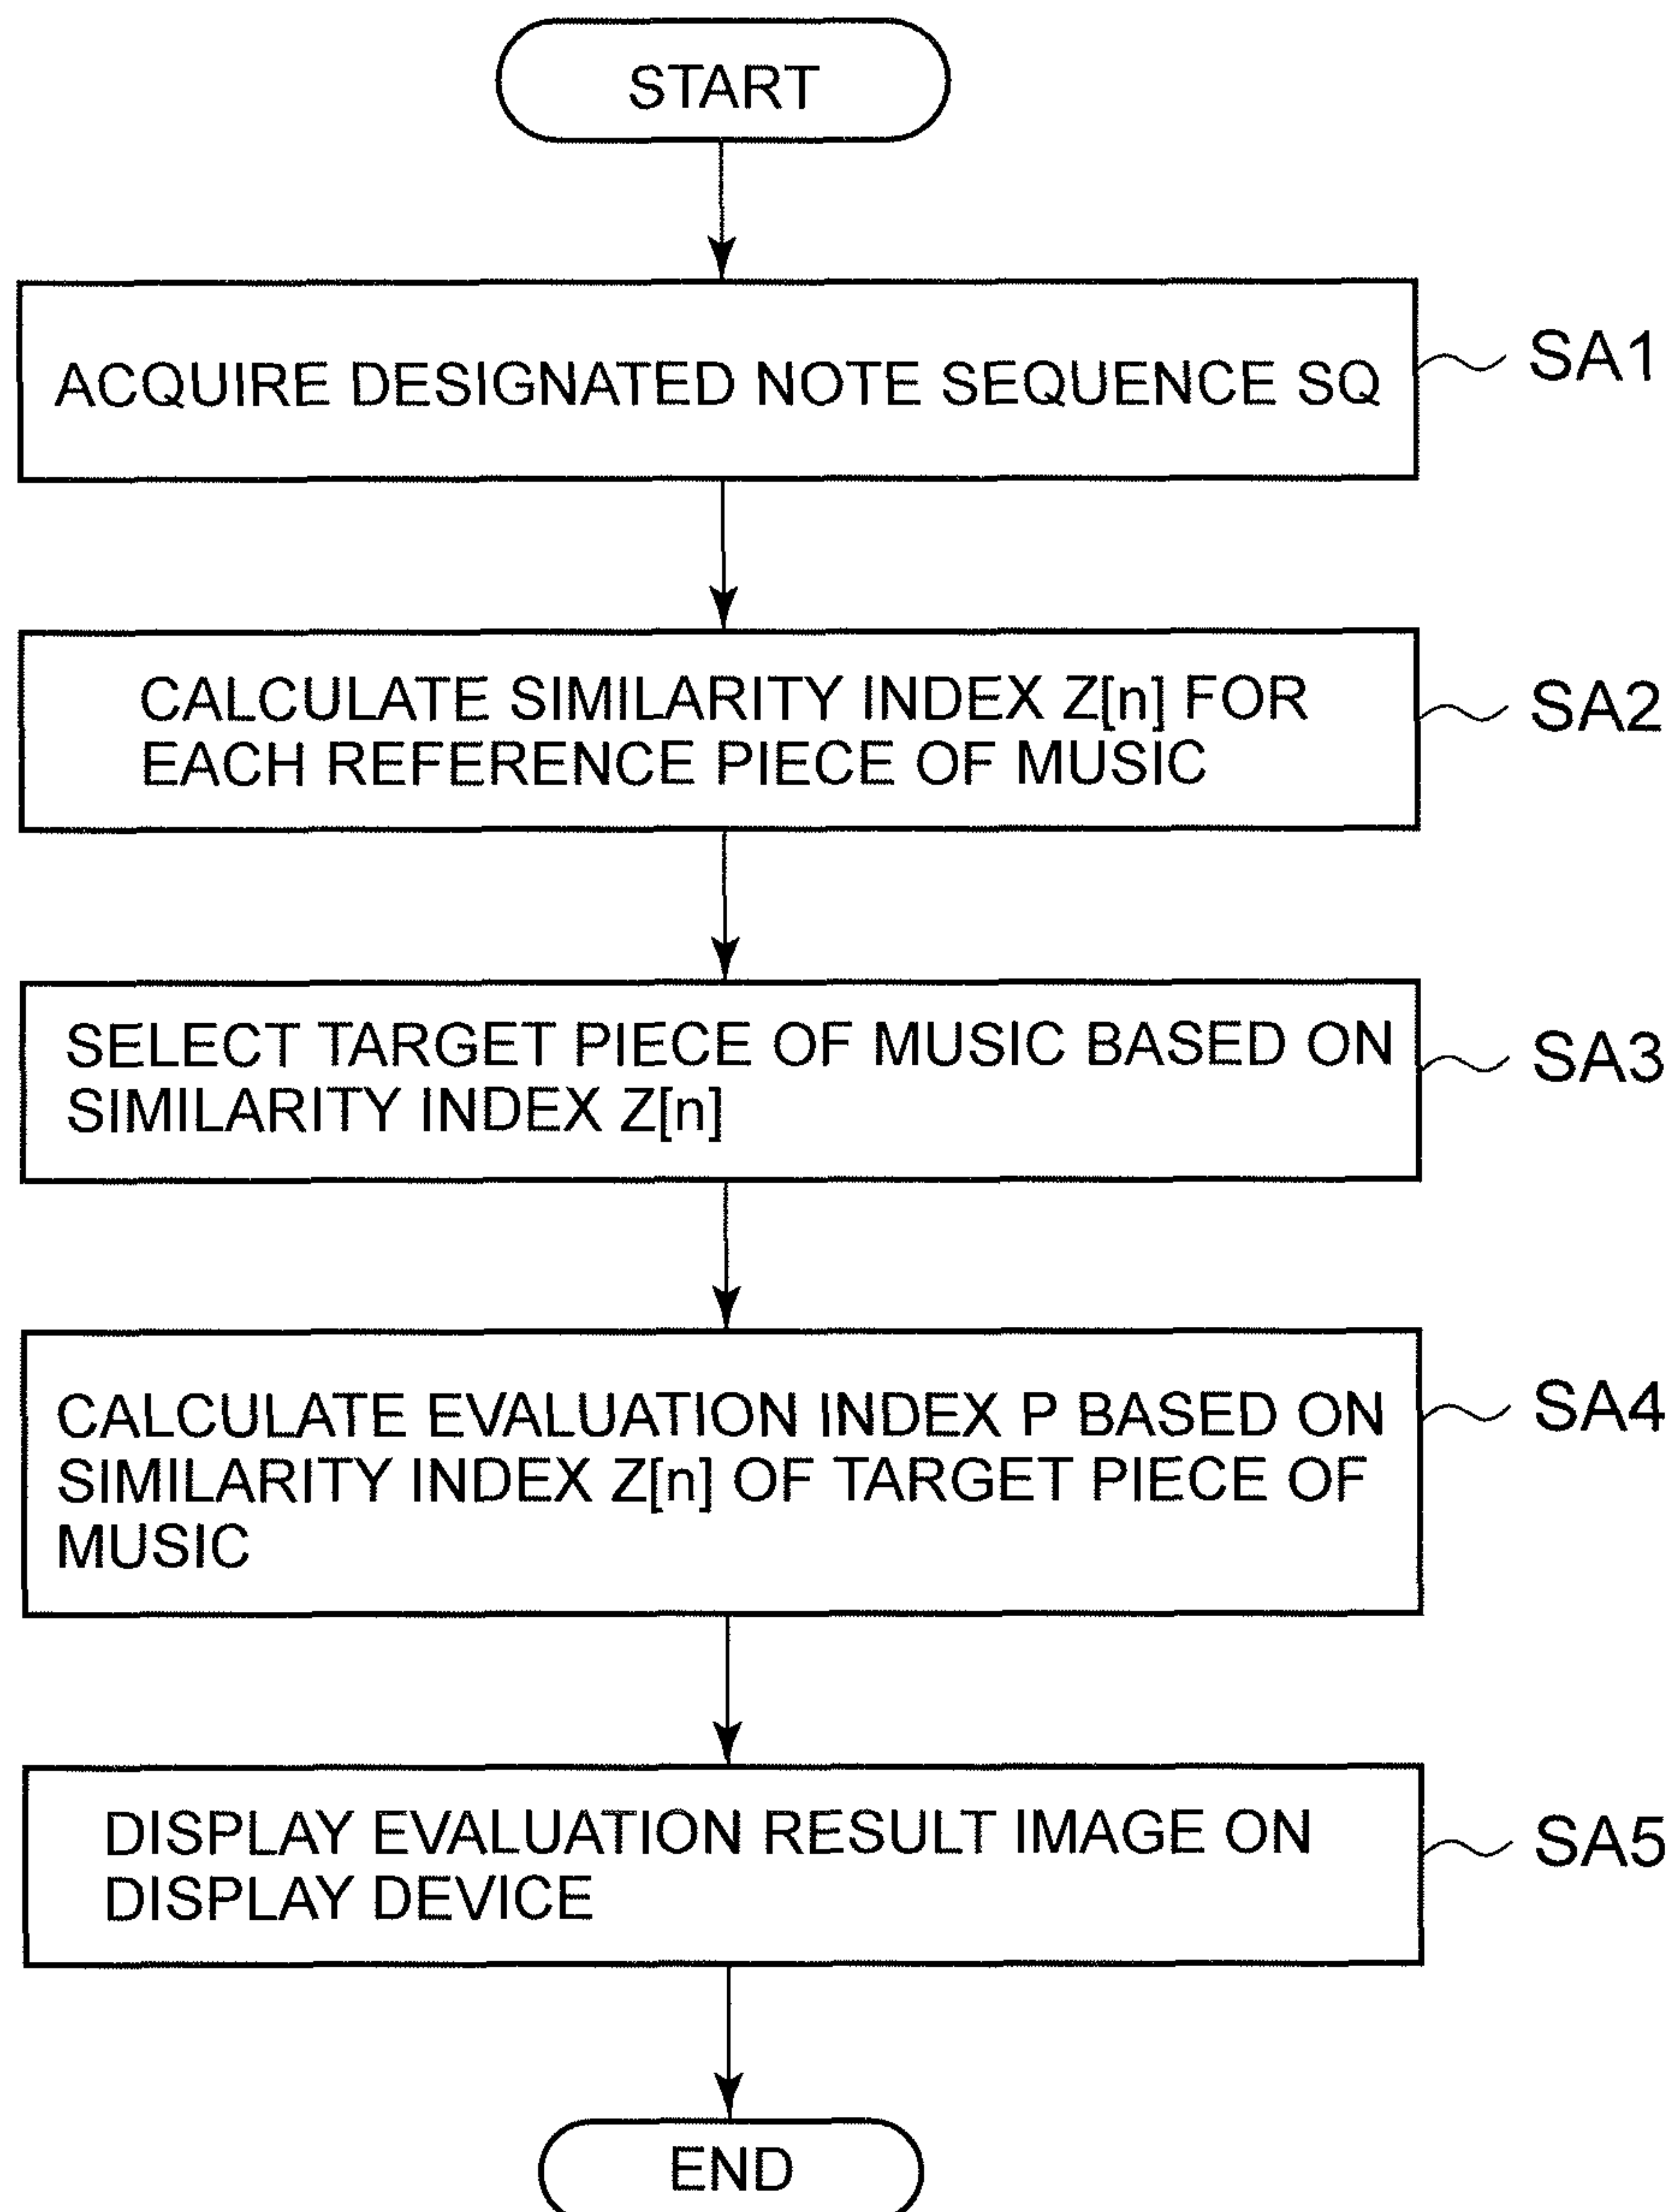 START
ACQUIRE DESIGNATED NOTE SEQUENCE SQ
SA1
CALCULATE SIMILARITY INDEX Z[n] FOR
EACH REFERENCE PIECE OF MUSIC
SA2
SELECT TARGET PIECE OF MUSIC BASED ON
SIMILARITY INDEX Z[n]
SA3
CALCULATE EVALUATION INDEX P BASED ON
SIMILARITY INDEX Z[n] OF TARGET PIECE OF
MUSIC
SA4
DISPLAY EVALUATION RESULT IMAGE ON
DISPLAY DEVICE
SA5
END